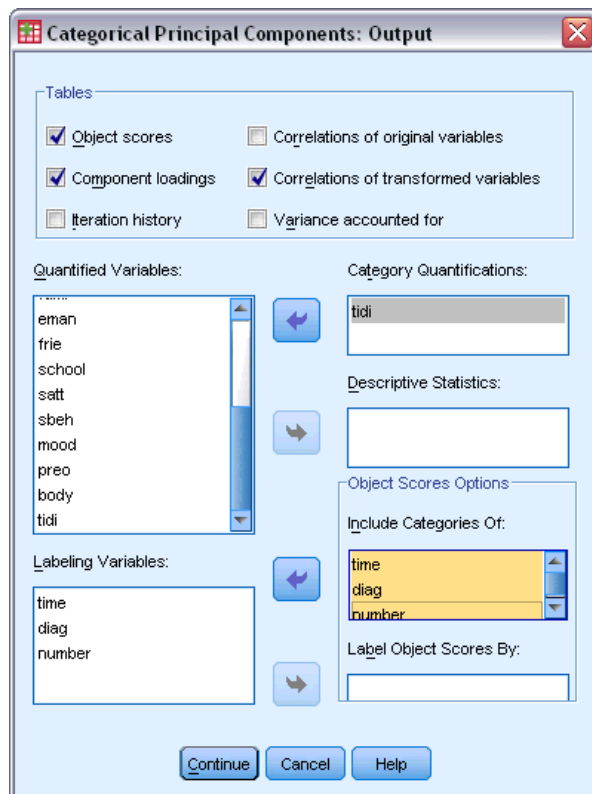 Categorical Principal Components: Output
Tables
Object scores
Correlations of original variables
Component loadings
Correlations of transformed variables
Iteration history
Variance accounted for
Quantified Variables:
eman
frie
school
satt
sbeh
mood
preo
body
tidi
Category Quantifications:
tidi
Descriptive Statistics:
Object Scores Options
Include Categories Of:
time
diag
number
Labeling Variables:
time
diag
number
Label Object Scores By:
Continue
Cancel
Help